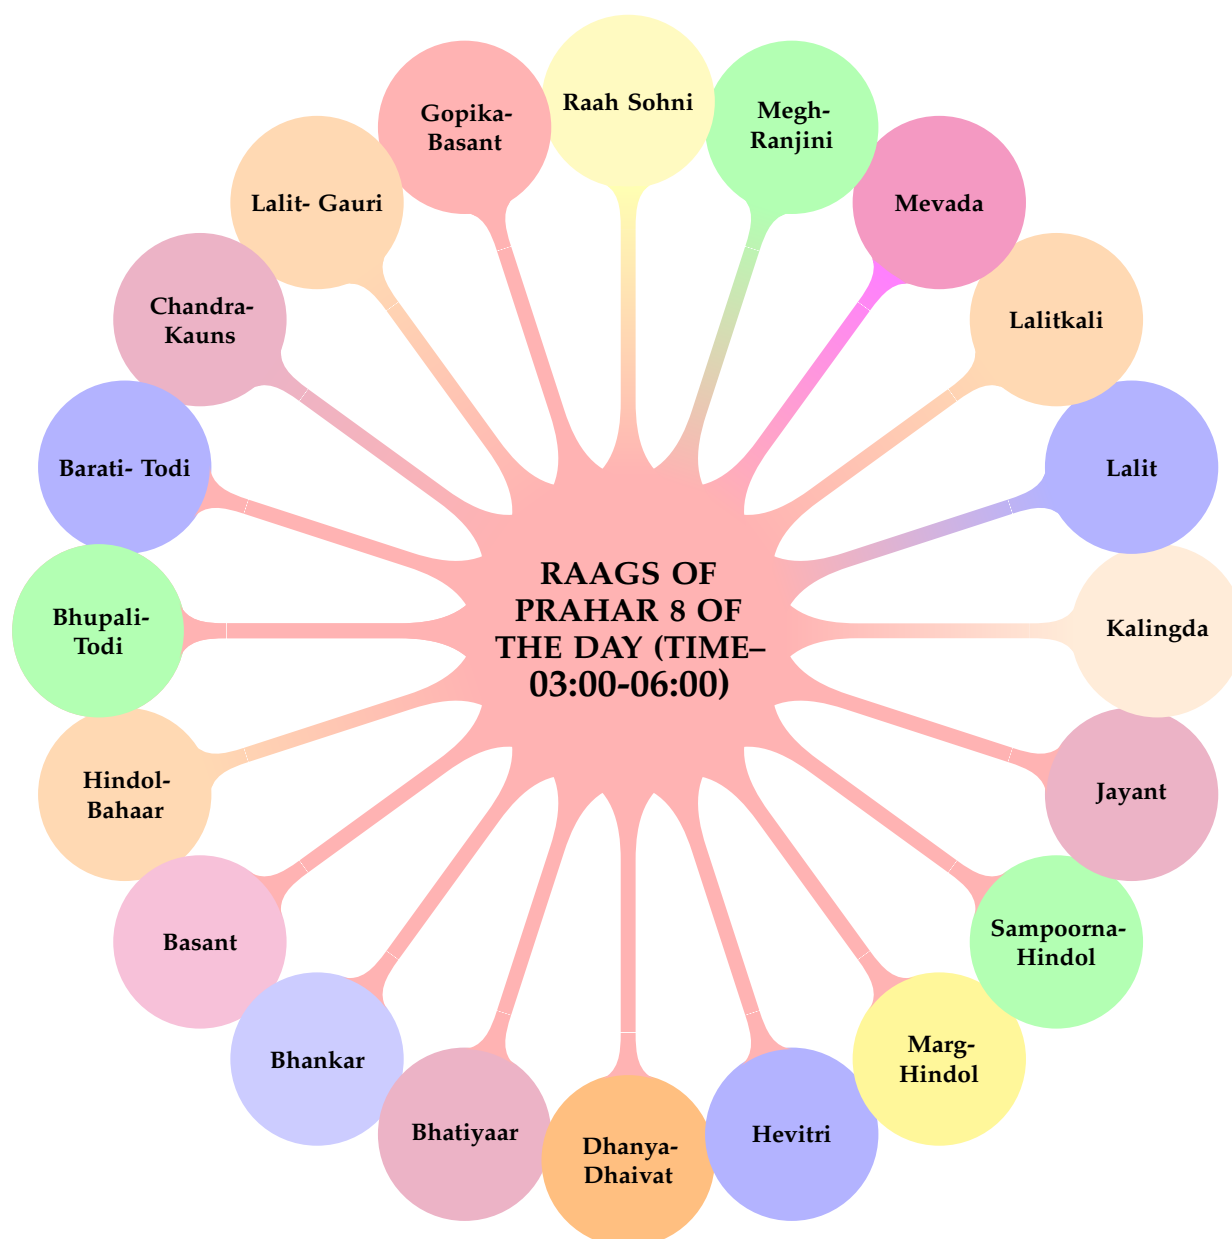 Raah Sohni
Megh-
Ranjini
Mevada
Lalitkali
Lalit
Kalingda
Jayant
Sampoorna-
Hindol
Marg-
Hindol
Hevitri
Dhanya-
Dhaivat
Bhatiyaar
Bhankar
Basant
Hindol-
Bahaar
Bhupali-
Todi
Barati- Todi
Chandra-
Kauns
Lalit- Gauri
Gopika-
Basant
RAAGS OF
PRAHAR 8 OF
THE DAY (TIME–
03:00-06:00)